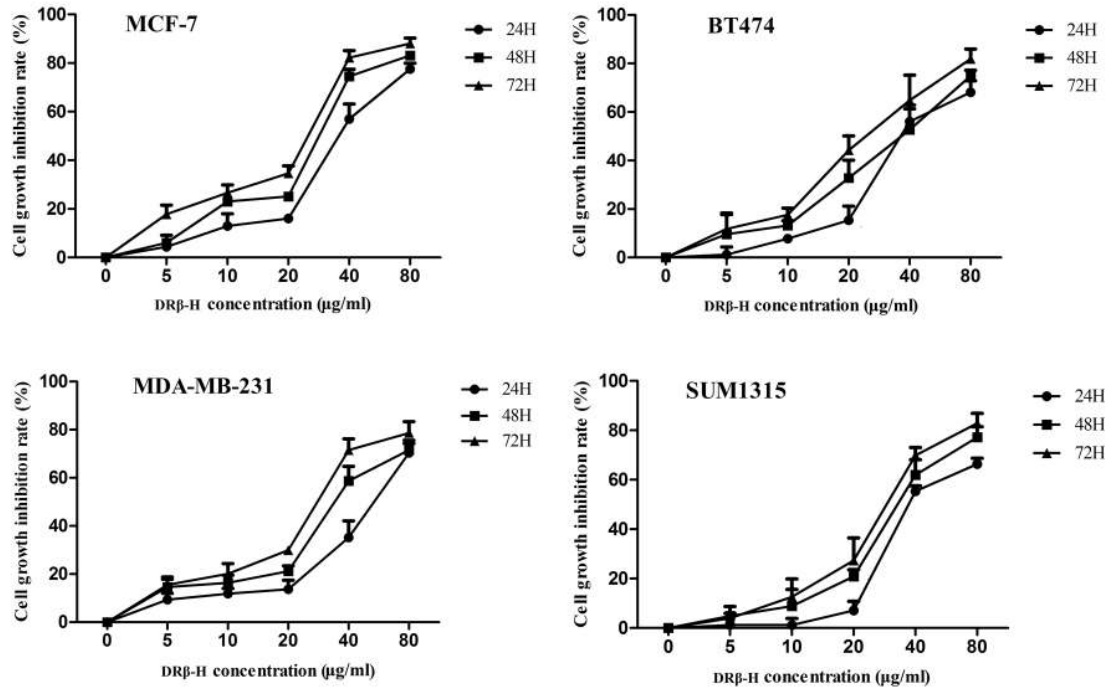 MCF-7
Cell growth inhibition rate (%)
100
80
60
40
20
0
0 5 10 20 40 80
DRβ-H concentration (μg/ml)
24H
48H
72H
BT474
Cell growth inhibition rate (%)
100
80
60
40
20
0
0 5 10 20 40 80
DRβ-H concentration (μg/ml)
24H
48H
72H
MDA-MB-231
Cell growth inhibition rate (%)
100
80
60
40
20
0
0 5 10 20 40 80
DRβ-H concentration (μg/ml)
24H
48H
72H
SUM1315
Cell growth inhibition rate (%)
100
80
60
40
20
0
0 5 10 20 40 80
DRβ-H concentration (μg/ml)
24H
48H
72H